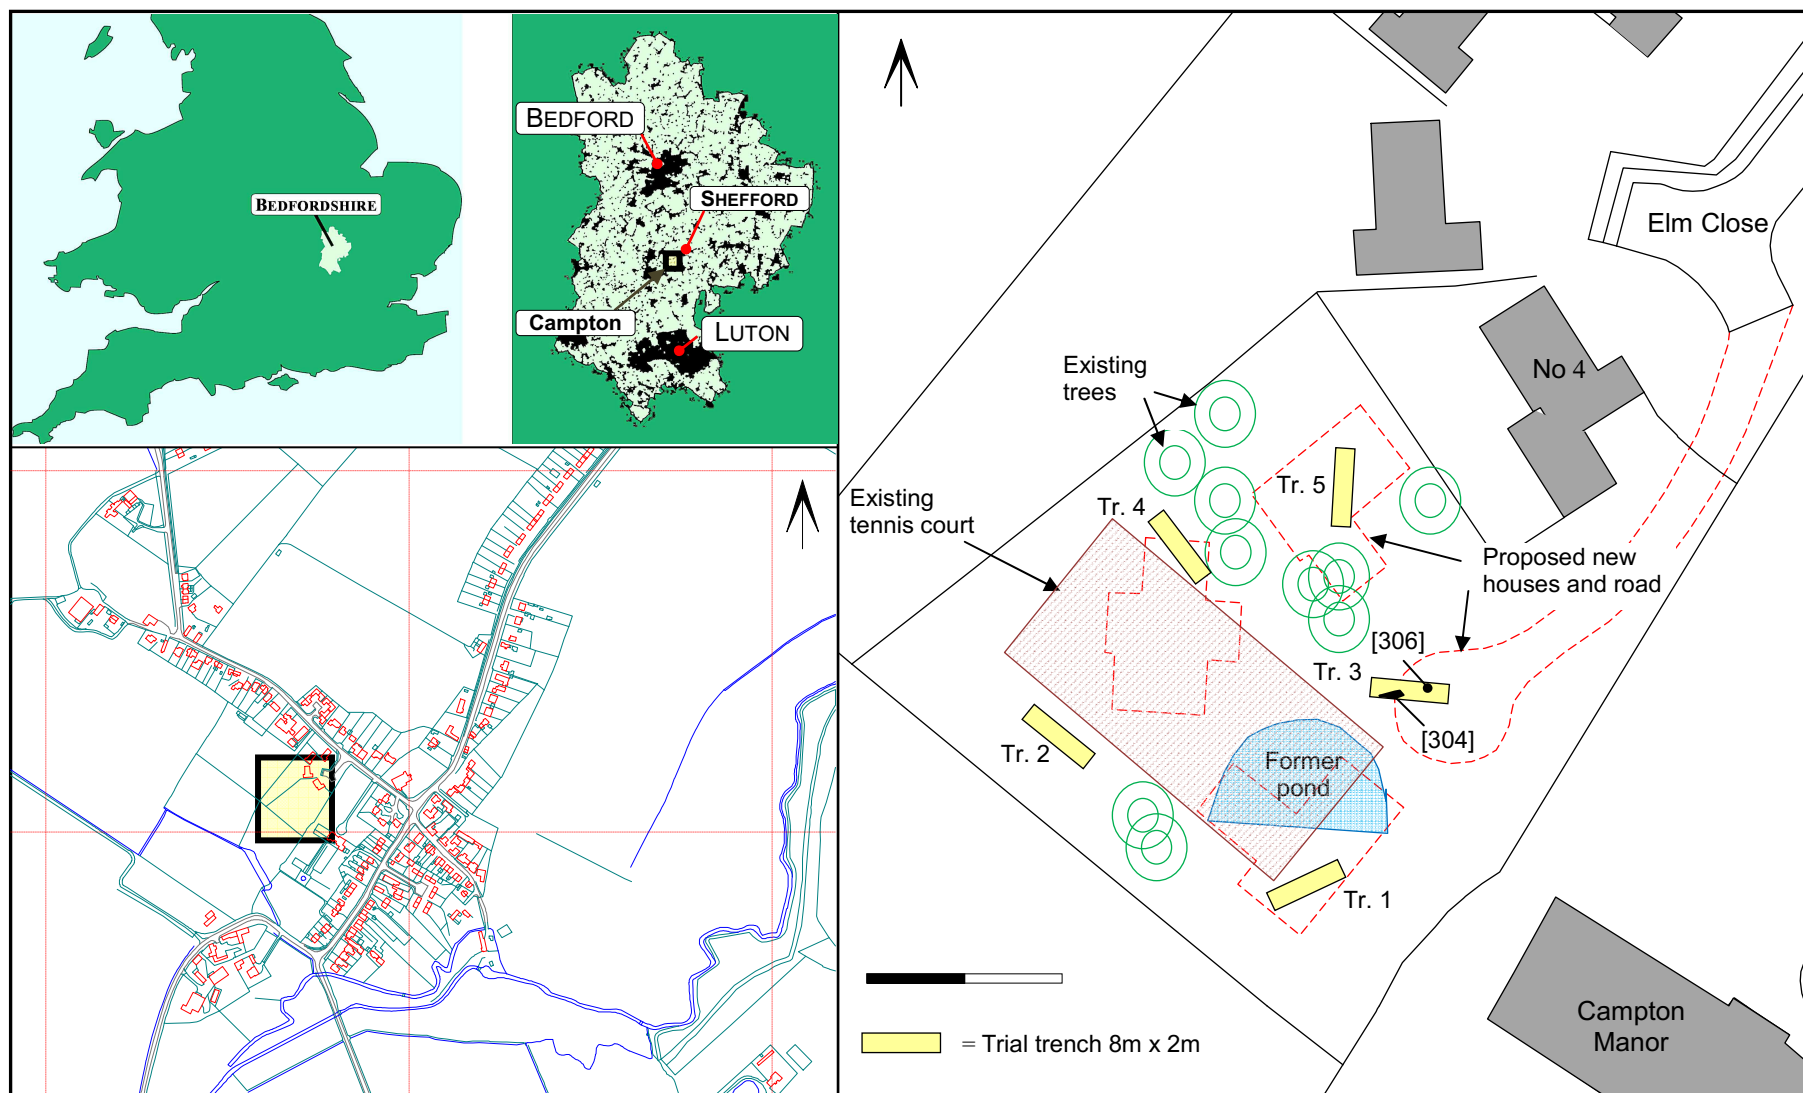 BEDFORDSHIRE
BEDFORD
SHEFFORD
Campton
LUTON
Elm Close
No 4
Existing
trees
Existing
tennis court
Tr. 4
Tr. 5
Proposed new
houses and road
[306]
Tr. 3
[304]
Tr. 2
Former
pond
Tr. 1
Campton
Manor
= Trial trench 8m x 2m